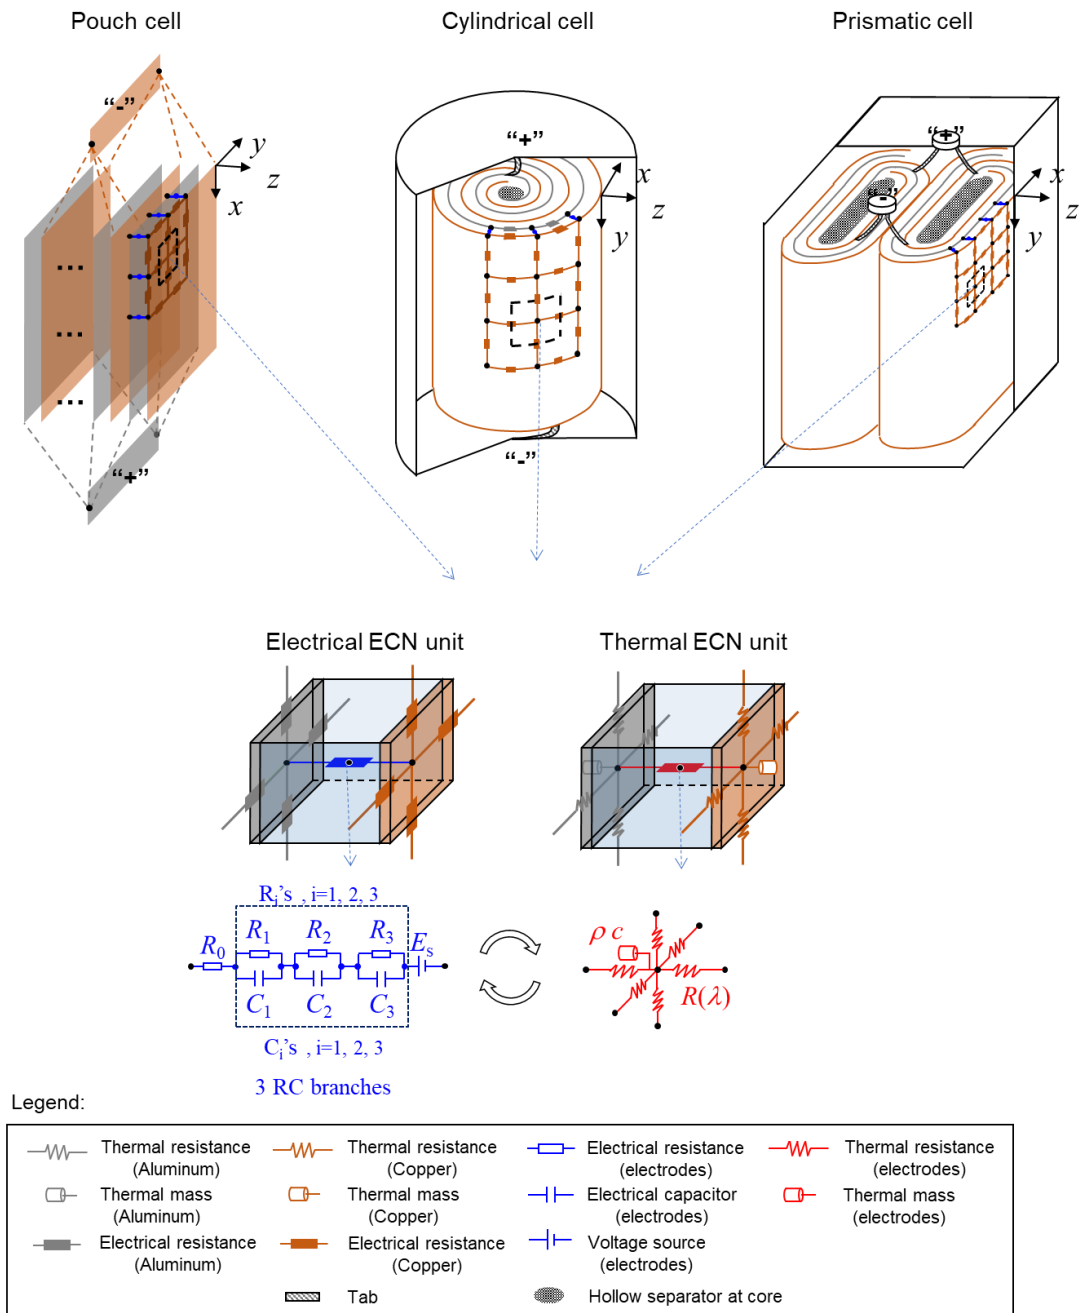 Pouch cell
Cylindrical cell
Prismatic cell
“-”
y
z
x
...
...
...
“+”
“+”
x
z
y
“-”
“+”
“-”
x
z
y
Electrical ECN unit
Thermal ECN unit
Rᵢ's , i=1, 2, 3
R₀
R₁
R₂
R₃
Eₛ
C₁
C₂
C₃
Cᵢ's , i=1, 2, 3
3 RC branches
ρ c
R(λ)
Legend:
Thermal resistance
(Aluminum)
Thermal resistance
(Copper)
Electrical resistance
(electrodes)
Thermal resistance
(electrodes)
Thermal mass
(Aluminum)
Thermal mass
(Copper)
Electrical capacitor
(electrodes)
Thermal mass
(electrodes)
Electrical resistance
(Aluminum)
Electrical resistance
(Copper)
Voltage source
(electrodes)
Tab
Hollow separator at core